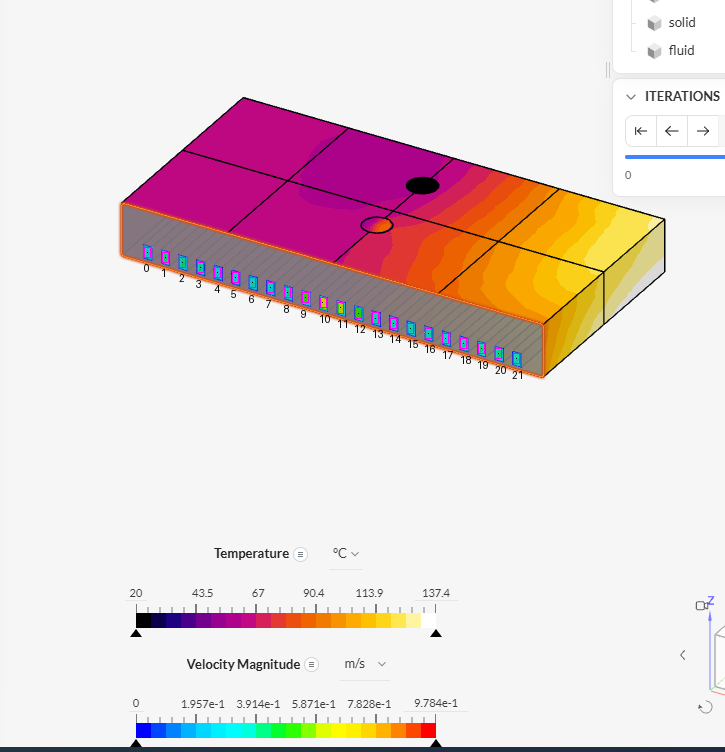 solid
fluid
ITERATIONS
0
0 1 2 3 4 5 6 7 8 9 10 11 12 13 14 15 16 17 18 19 20 21
Temperature °C
20 43.5 67 90.4 113.9 137.4
Velocity Magnitude m/s
0 1.957e-1 3.914e-1 5.871e-1 7.828e-1 9.784e-1
Z